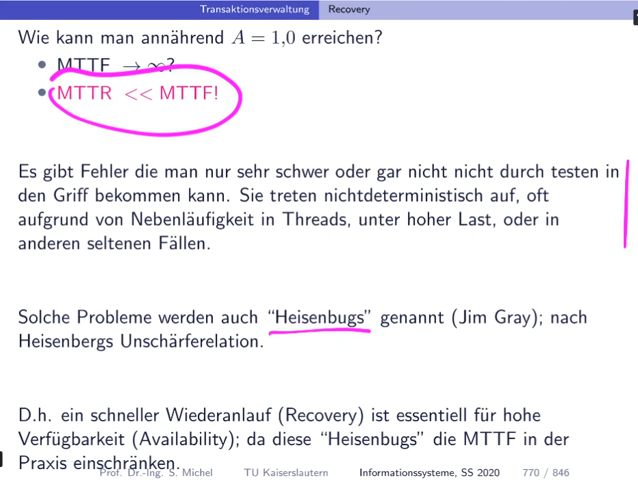 Transaktionsverwaltung Recovery
Wie kann man annährend A = 1,0 erreichen?
• MTTF → ∞?
• MTTR << MTTF!
Es gibt Fehler die man nur sehr schwer oder gar nicht nicht durch testen in
den Griff bekommen kann. Sie treten nichtdeterministisch auf, oft
aufgrund von Nebenläufigkeit in Threads, unter hoher Last, oder in
anderen seltenen Fällen.
Solche Probleme werden auch “Heisenbugs” genannt (Jim Gray); nach
Heisenbergs Unschärferelation.
D.h. ein schneller Wiederanlauf (Recovery) ist essentiell für hohe
Verfügbarkeit (Availability); da diese “Heisenbugs” die MTTF in der
Praxis einschränken.
Prof. Dr.-Ing. S. Michel TU Kaiserslautern Informationssysteme, SS 2020 770 / 846